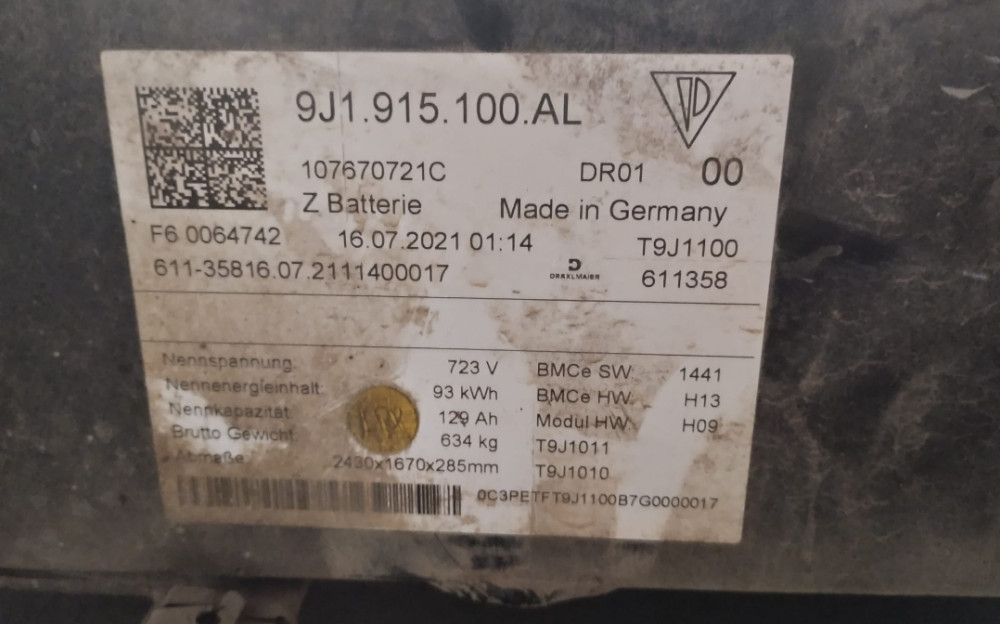 9J1.915.100.AL
107670721C DR01 00
Z Batterie Made in Germany
F6 0064742 16.07.2021 01:14 T9J1100
611-35816.07.2111400017 DRÄXLMAIER 611358
Nennspannung: 723 V BMCe SW: 1441
Nennenergieinhalt: 93 kWh BMCe HW: H13
Nennkapazität 129 Ah Modul HW: H09
Brutto Gewicht: 634 kg T9J1011
Abmaße 2430x1670x285mm T9J1010
0C3PETFT9J1100B7G0000017